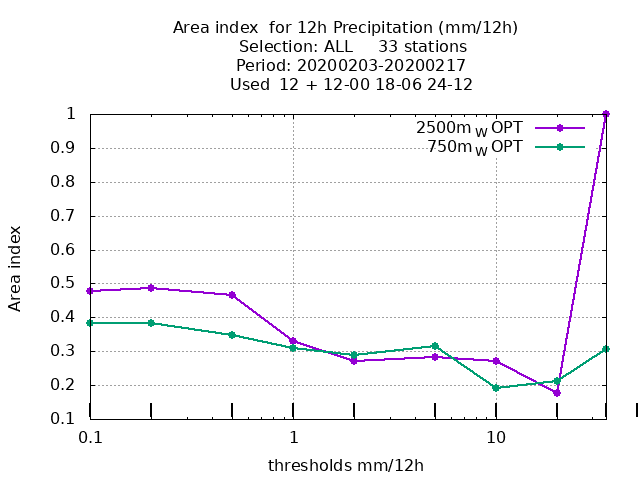 Area index  for 12h Precipitation (mm/12h)
Selection: ALL     33 stations
Period: 20200203-20200217
Used  12 + 12-00 18-06 24-12
2500m_W OPT
750m_W OPT
1
0.9
0.8
0.7
0.6
0.5
0.4
0.3
0.2
0.1
Area index
0.1 1 10
thresholds mm/12h